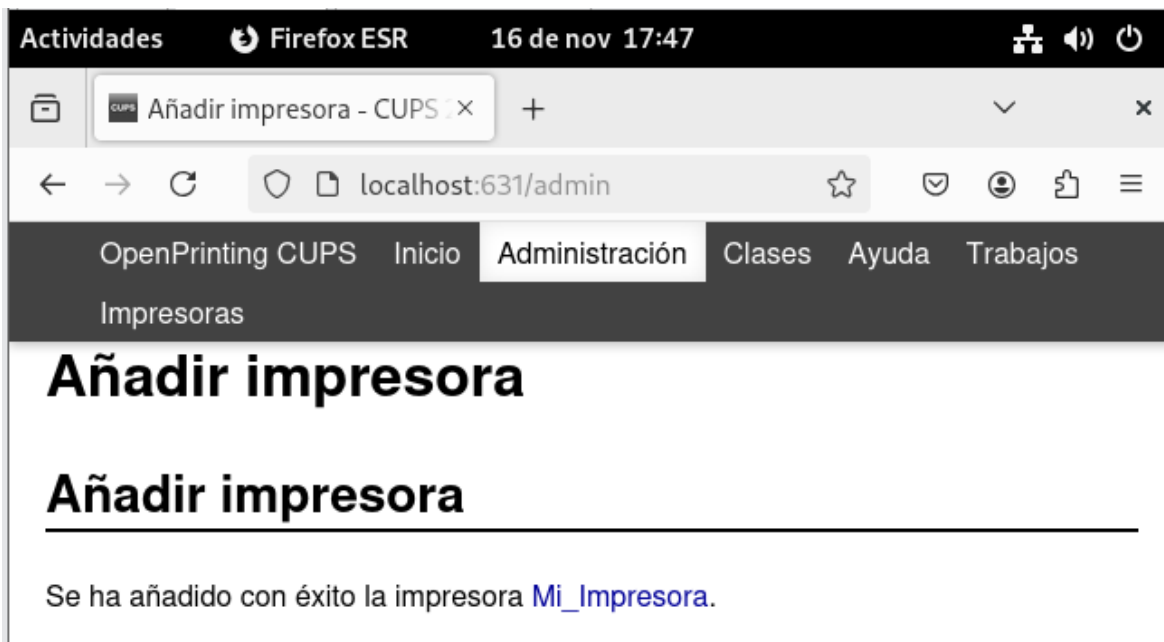 Actividades Firefox ESR 16 de nov 17:47
CUPS Añadir impresora - CUPS
localhost:631/admin
OpenPrinting CUPS Inicio Administración Clases Ayuda Trabajos
Impresoras
Añadir impresora
Añadir impresora
Se ha añadido con éxito la impresora Mi_Impresora.